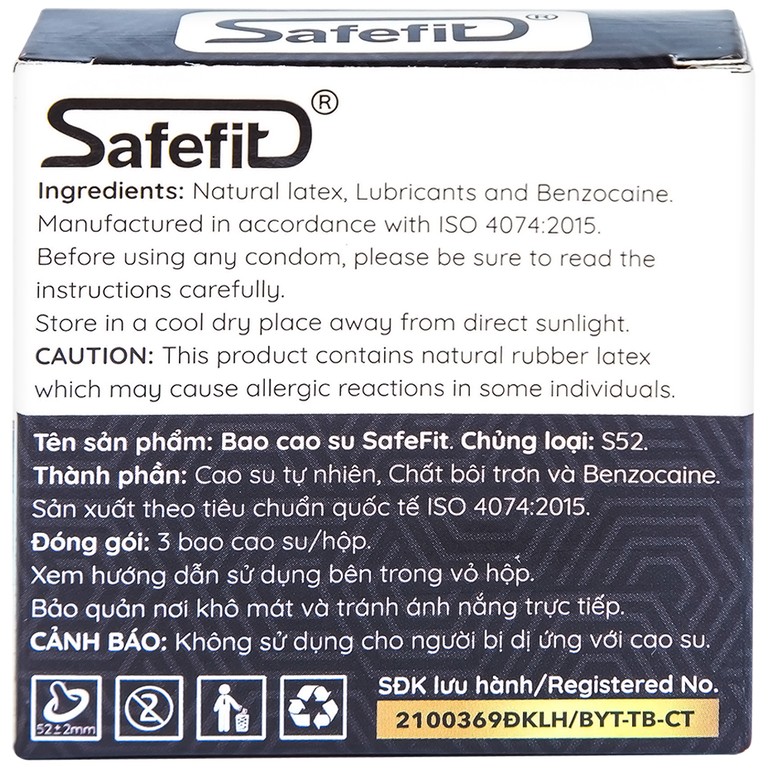 Safefit®
Safefit®
Ingredients: Natural latex, Lubricants and Benzocaine.
Manufactured in accordance with ISO 4074:2015.
Before using any condom, please be sure to read the
instructions carefully.
Store in a cool dry place away from direct sunlight.
CAUTION: This product contains natural rubber latex
which may cause allergic reactions in some individuals.
Tên sản phẩm: Bao cao su SafeFit. Chủng loại: S52.
Thành phần: Cao su tự nhiên, Chất bôi trơn và Benzocaine.
Sản xuất theo tiêu chuẩn quốc tế ISO 4074:2015.
Đóng gói: 3 bao cao su/hộp.
Xem hướng dẫn sử dụng bên trong vỏ hộp.
Bảo quản nơi khô mát và tránh ánh nắng trực tiếp.
CẢNH BÁO: Không sử dụng cho người bị dị ứng với cao su.
52±2mm
2
SĐK lưu hành/Registered No.
2100369ĐKLH/BYT-TB-CT